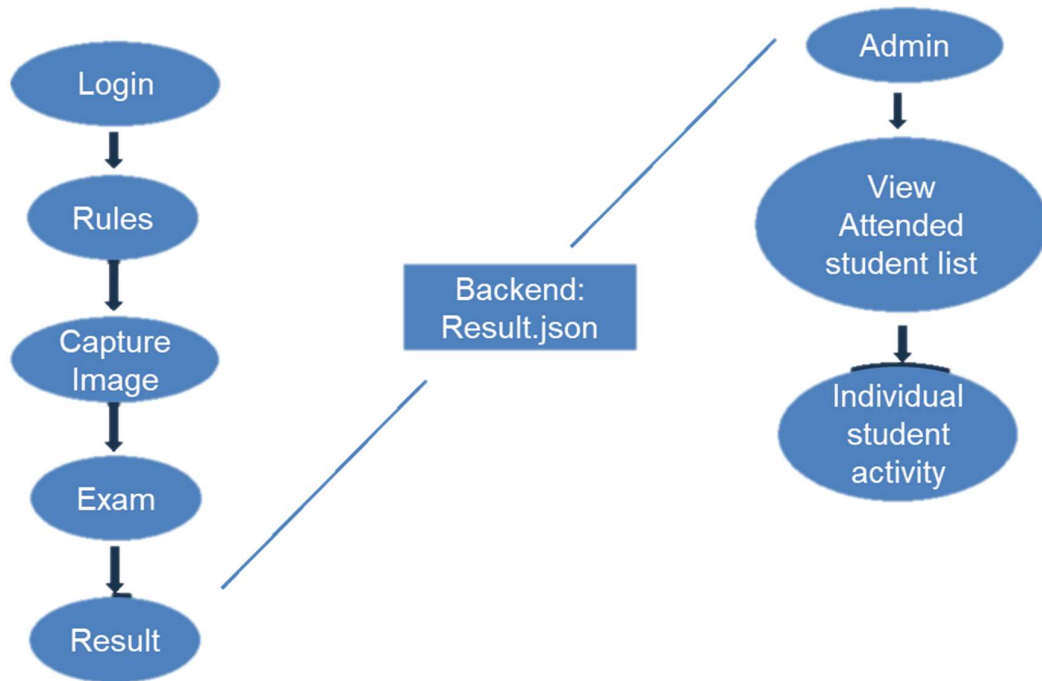 Login
Rules
Capture
Image
Exam
Result
Backend:
Result.json
Admin
View
Attended
student list
Individual
student
activity